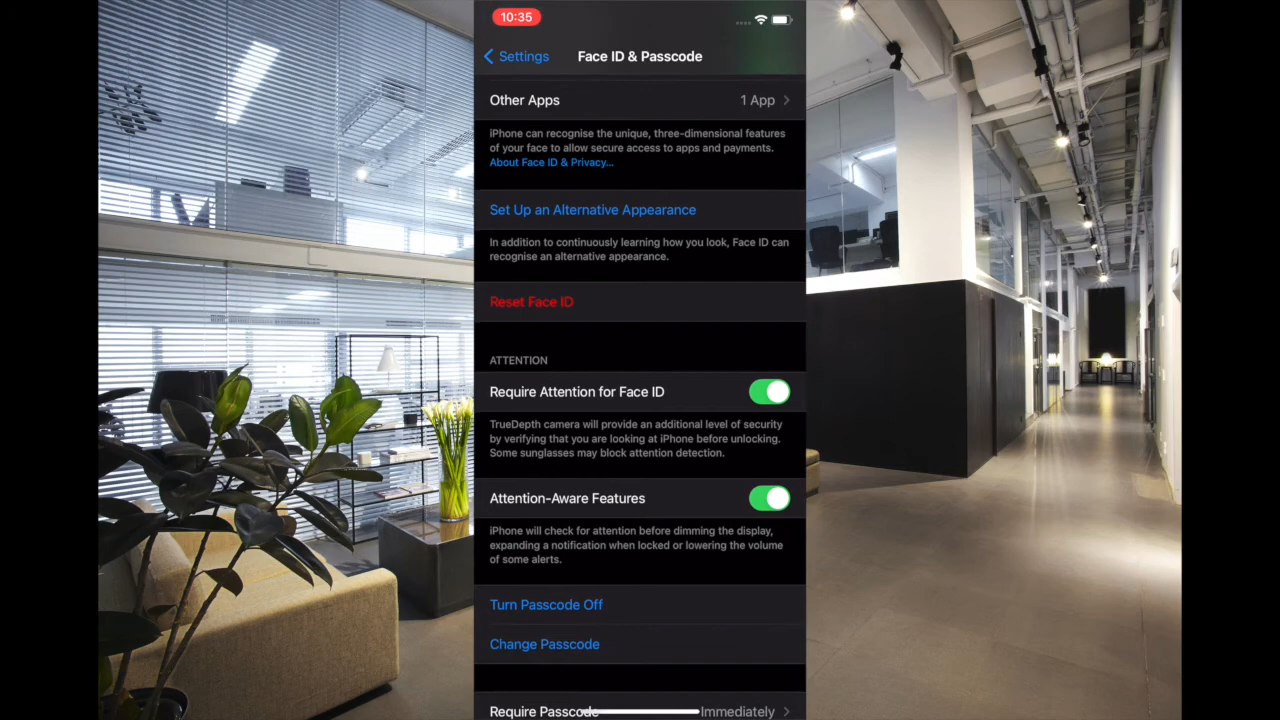 10:35
Settings
Face ID & Passcode
Other Apps
1 App
iPhone can recognise the unique, three-dimensional features
of your face to allow secure access to apps and payments.
About Face ID & Privacy...
Set Up an Alternative Appearance
In addition to continuously learning how you look, Face ID can
recognise an alternative appearance.
Reset Face ID
ATTENTION
Require Attention for Face ID
TrueDepth camera will provide an additional level of security
by verifying that you are looking at iPhone before unlocking.
Some sunglasses may block attention detection.
Attention-Aware Features
iPhone will check for attention before dimming the display,
expanding a notification when locked or lowering the volume
of some alerts.
Turn Passcode Off
Change Passcode
Require Passcode
Immediately